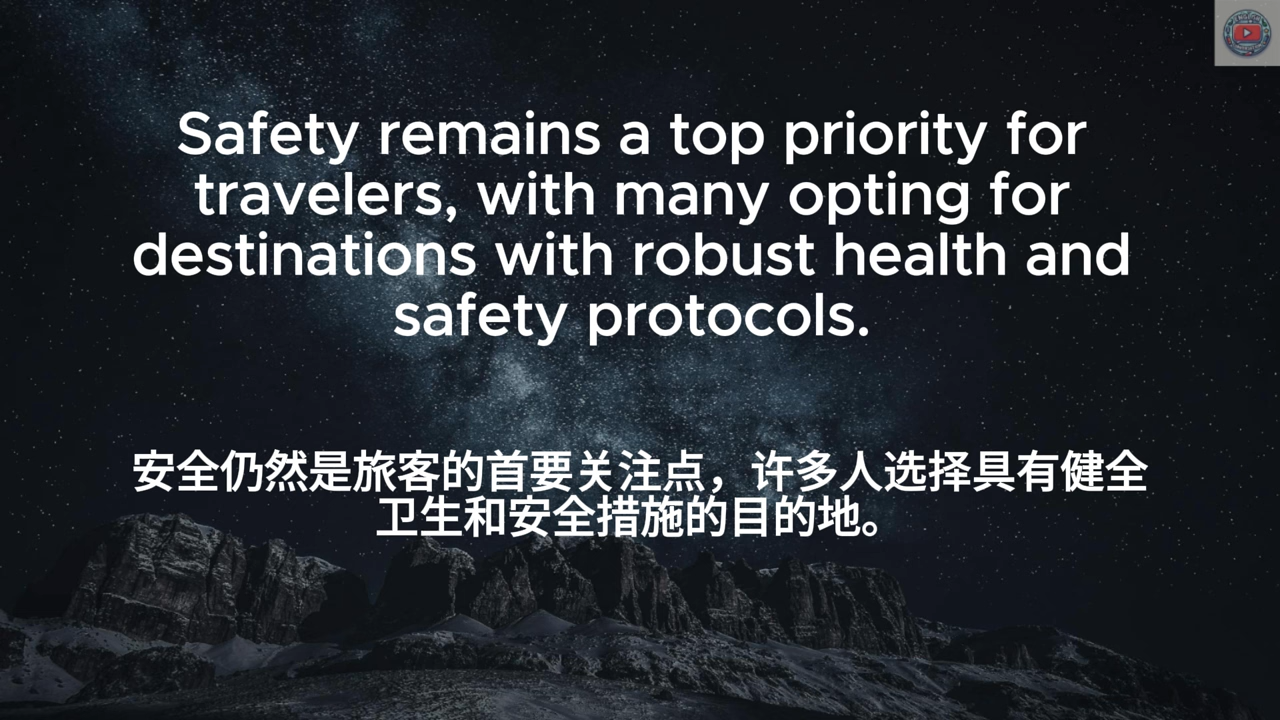 Safety remains a top priority for
travelers, with many opting for
destinations with robust health and
safety protocols.
安全仍然是旅客的首要关注点，许多人选择具有健全
卫生和安全措施的目的地。